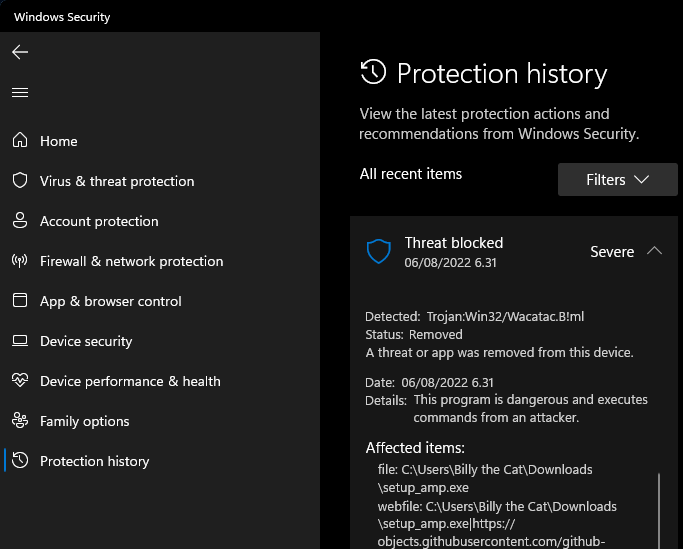 Windows Security
Home
Virus & threat protection
Account protection
Firewall & network protection
App & browser control
Device security
Device performance & health
Family options
Protection history
Protection history
View the latest protection actions and
recommendations from Windows Security.
All recent items
Filters
Threat blocked
06/08/2022 6.31
Severe
Detected: Trojan:Win32/Wacatac.B!ml
Status: Removed
A threat or app was removed from this device.
Date: 06/08/2022 6.31
Details: This program is dangerous and executes
commands from an attacker.
Affected items:
file: C:\Users\Billy the Cat\Downloads
\setup_amp.exe
webfile: C:\Users\Billy the Cat\Downloads
\setup_amp.exe|https://
objects.githubusercontent.com/github-